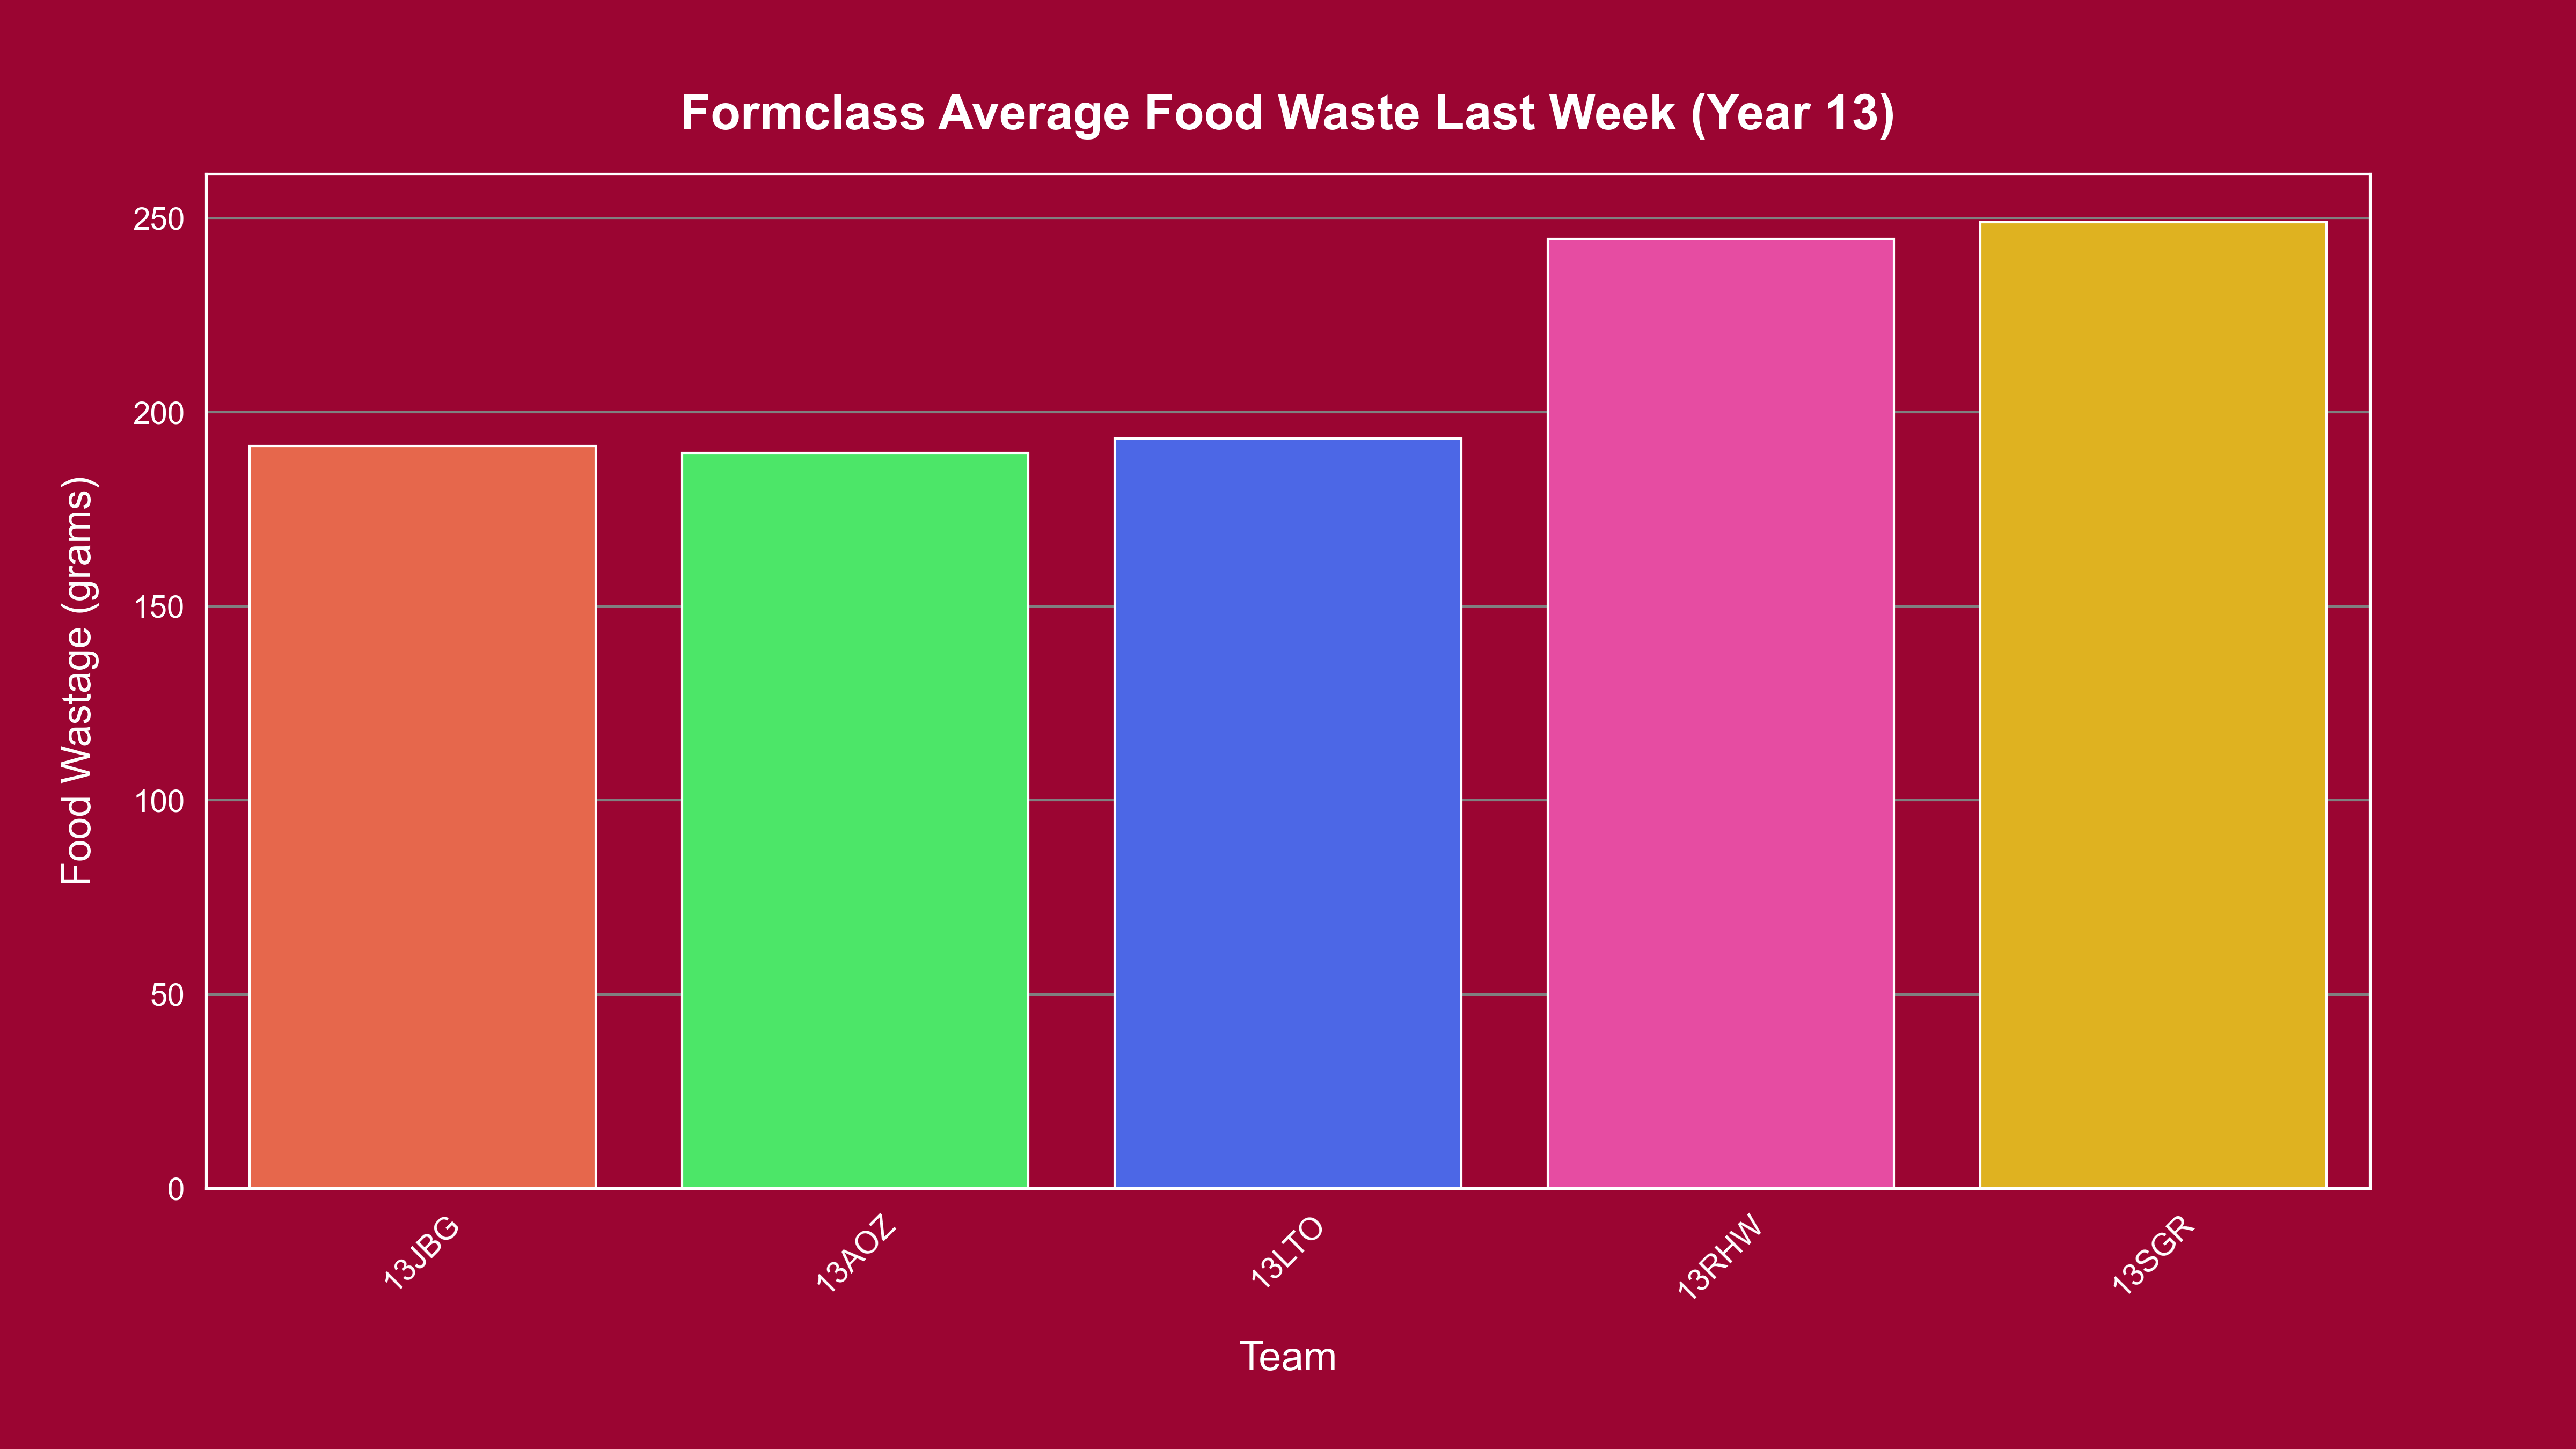 Formclass Average Food Waste Last Week (Year 13)
Food Wastage (grams)
250
200
150
100
50
0
13JBG
13AOZ
13LTO
13RHW
13SGR
Team